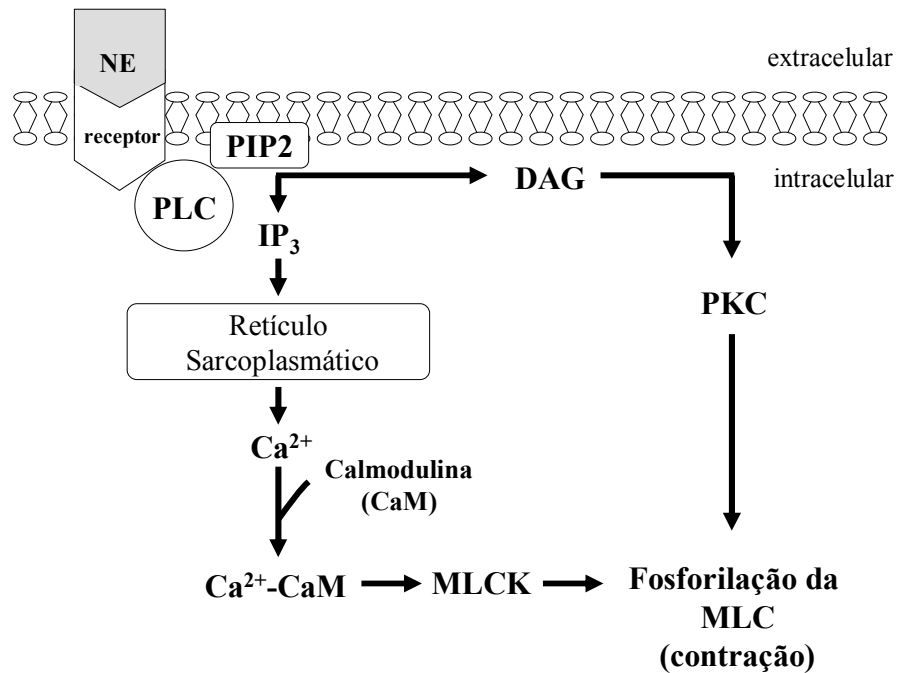 NE
extracelular
receptor
PIP2
intracelular
DAG
PLC
IP₃
PKC
Retículo
Sarcoplasmático
Ca²⁺
Calmodulina
(CaM)
Ca²⁺-CaM
MLCK
Fosforilação da
MLC
(contração)